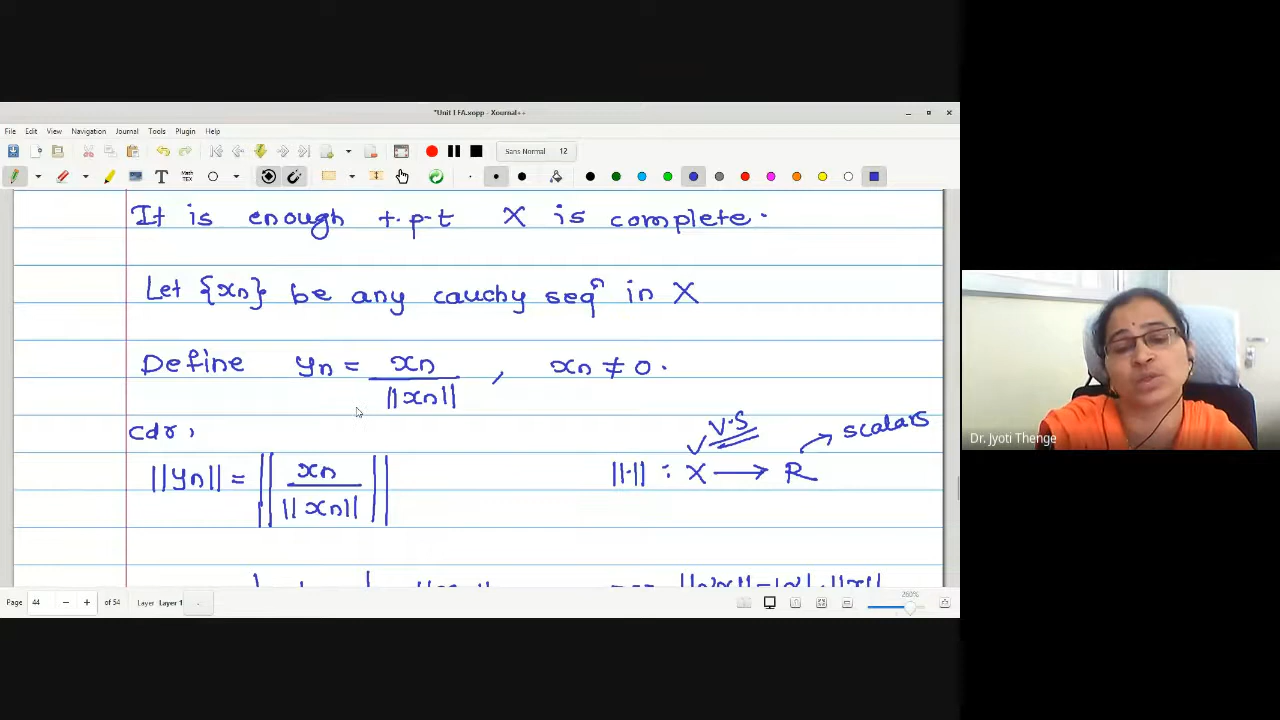 *Unit I FA.xopp - Xournal++
File Edit View Navigation Journal Tools Plugin Help
Sans Normal 12
It is enough t.p.t X is complete.
Let {xn} be any cauchy seqⁿ in X
Define yn = xn / ||xn|| , xn ≠ 0.
cdr,
||yn|| = || xn / ||xn|| ||
||·|| : X → R
V.S
scalars
Dr. Jyoti Thenge
Page 44 of 54 Layer Layer 1
260%